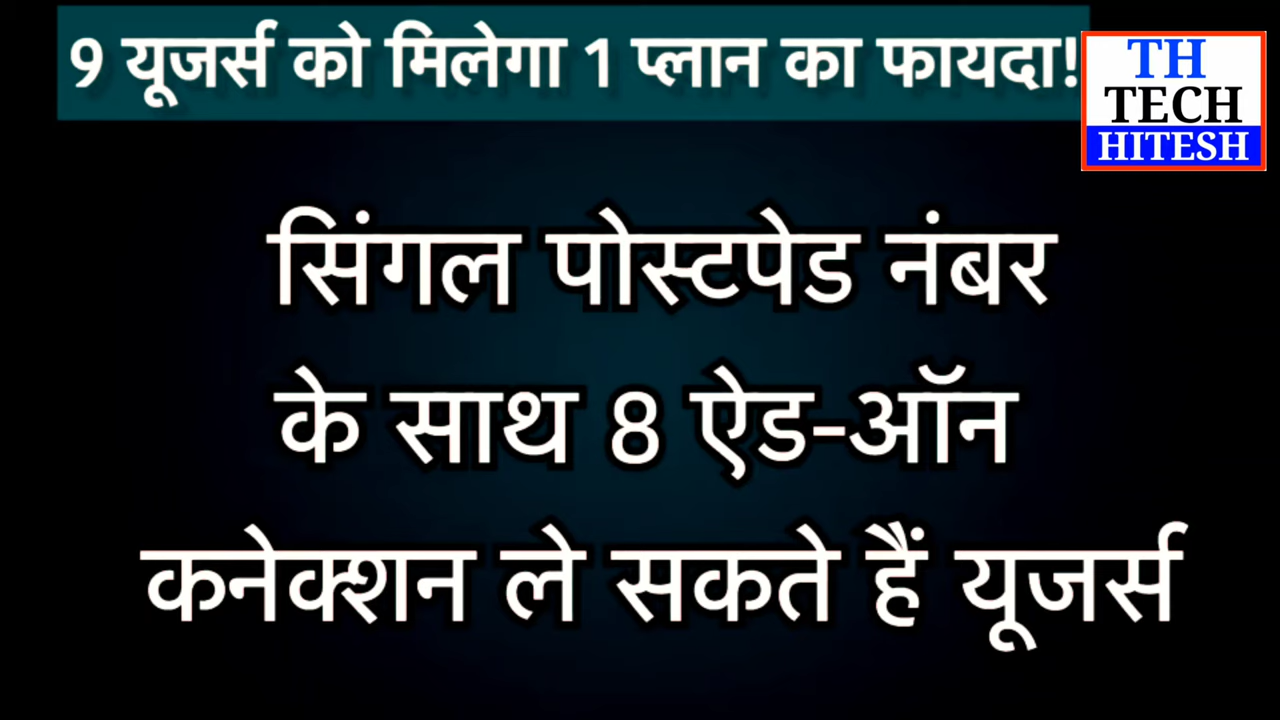 9 यूजर्स को मिलेगा 1 प्लान का फायदा!
TH
TECH
HITESH
सिंगल पोस्टपेड नंबर
के साथ 8 ऐड-ऑन
कनेक्शन ले सकते हैं यूजर्स